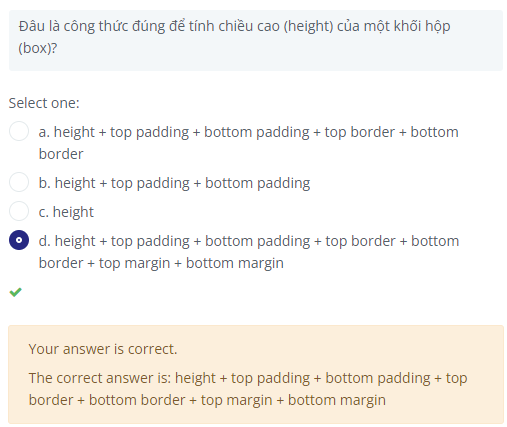 Đâu là công thức đúng để tính chiều cao (height) của một khối hộp
(box)?
Select one:
a. height + top padding + bottom padding + top border + bottom
border
b. height + top padding + bottom padding
c. height
d. height + top padding + bottom padding + top border + bottom
border + top margin + bottom margin
Your answer is correct.
The correct answer is: height + top padding + bottom padding + top
border + bottom border + top margin + bottom margin